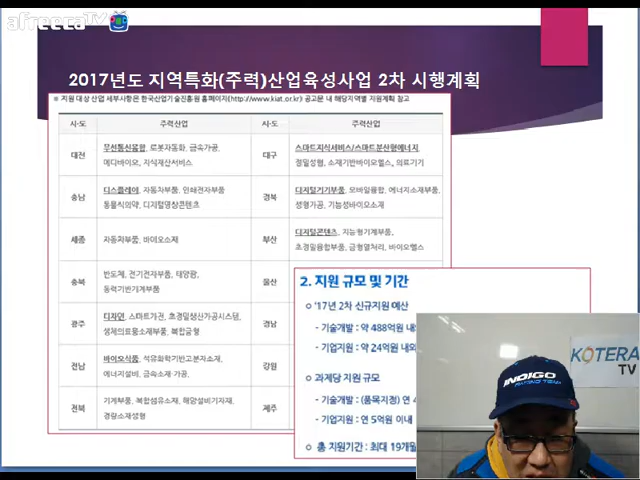 afreecaTV
2017년도 지역특화(주력)산업육성사업 2차 시행계획
※ 지원 대상 산업 세부사항은 한국산업기술진흥원 홈페이지(http://www.kiat.or.kr) 공고문 내 해당지역별 지원계획 참고
시·도 주력산업 시·도 주력산업
대전 무선통신융합, 로봇자동화, 금속가공,
메디바이오, 지식재산서비스
대구 스마트지식서비스/스마트분산형에너지
정밀성형, 소재기반바이오헬스, 의료기기
충남 디스플레이, 자동차부품, 인쇄전자부품
동물식의약, 디지털영상콘텐츠
경북 디지털기기부품, 모바일융합, 에너지소재부품,
성형가공, 기능성바이오소재
세종 자동차부품, 바이오소재
부산 디지털콘텐츠, 지능형기계부품,
초정밀융합부품, 금형열처리, 바이오헬스
충북 반도체, 전기전자부품, 태양광,
동력기반기계부품
울산
광주 디자인, 스마트가전, 초경밀생산가공시스템,
생체의료용소재부품, 복합금형
경남
전남 바이오식품, 석유화학기반고분자소재,
에너지설비, 금속소재·가공,
강원
전북 기계부품, 복합섬유소재, 해양설비기자재,
경량소재성형
제주
2. 지원 규모 및 기간
○ '17년 2차 신규지원 예산
- 기술개발 : 약 488억원 내외
- 기업지원 : 약 24억원 내외
○ 과제당 지원 규모
- 기술개발 : (품목지정) 연 4
- 기업지원 : 연 5억원 이내
○ 총 지원기간 : 최대 19개월
KOTERA
TV
INDIGO
RACING TEAM